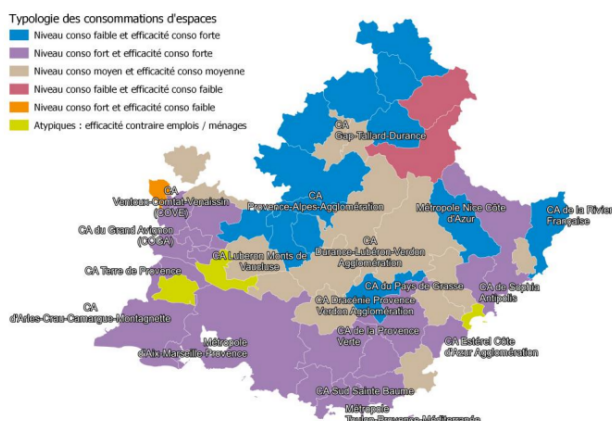 Typologie des consommations d'espaces
Niveau conso faible et efficacité conso forte
Niveau conso fort et efficacité conso forte
Niveau conso moyen et efficacité conso moyenne
Niveau conso faible et efficacité conso faible
Niveau conso fort et efficacité conso faible
Atypiques : efficacité contraire emplois / ménages
CA
Gap-Tallard-Durance
CA
Ventoux-Comtat-Venaissin
(COVE)
CA
Provence-Alpes-Agglomération
Métropole Nice Côte
d'Azur
CA de la Riviera
Française
CA du Grand Avignon
(COGA)
CA Luberon Monts de
Vaucluse
CA
Durance-Lubéron-Verdon
Agglomération
CA Terre de Provence
CA du Pays de Grasse
CA de Sophia
Antipolis
CA
d'Arles-Crau-Camargue-Montagnette
CA Dracénie Provence
Verdon Agglomération
Métropole
d'Aix-Marseille-Provence
CA de la Provence
Verte
CA Estérel Côte
d'Azur Agglomération
CA Sud Sainte Baume
Métropole
Toulon-Provence-Méditerranée